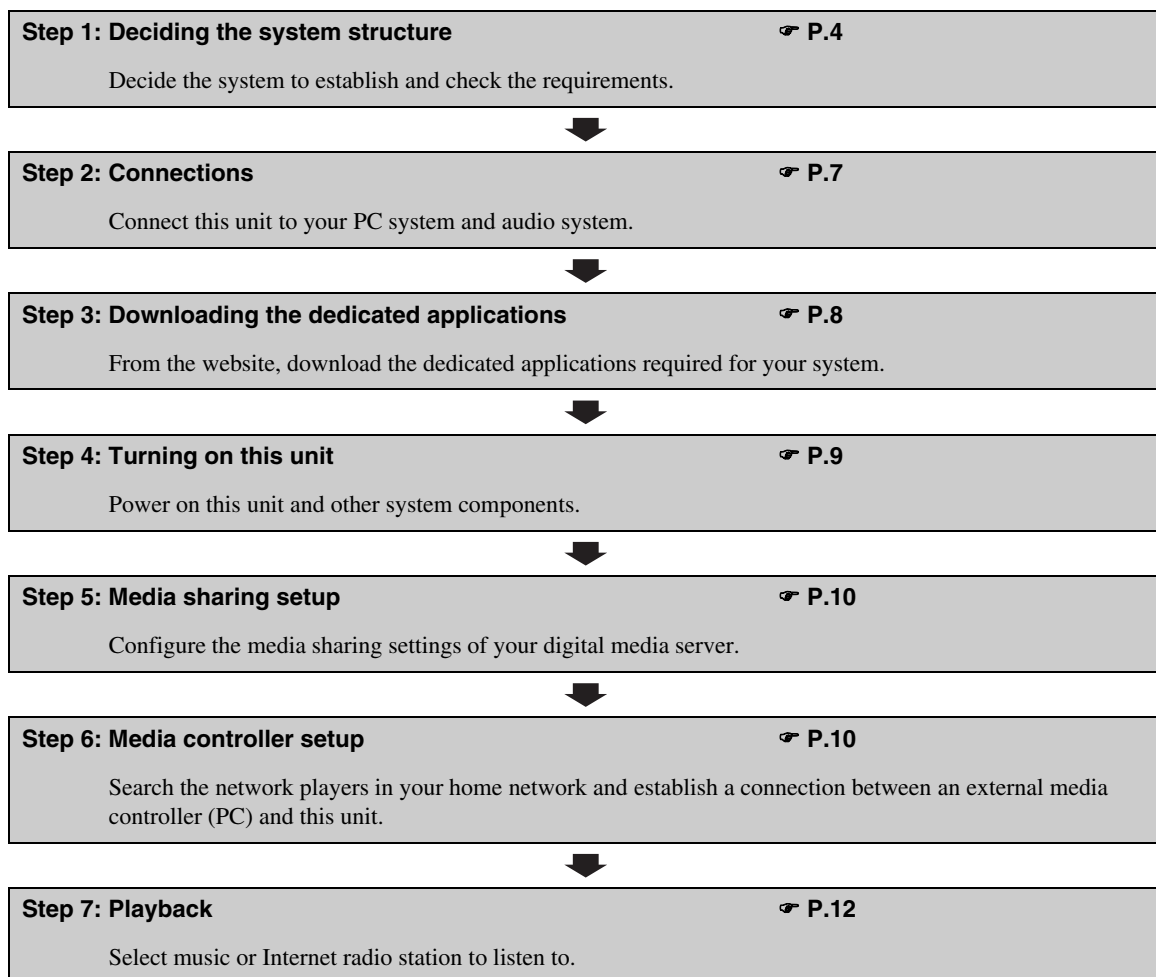 Step 1: Deciding the system structure ☞ P.4
Decide the system to establish and check the requirements.
Step 2: Connections ☞ P.7
Connect this unit to your PC system and audio system.
Step 3: Downloading the dedicated applications ☞ P.8
From the website, download the dedicated applications required for your system.
Step 4: Turning on this unit ☞ P.9
Power on this unit and other system components.
Step 5: Media sharing setup ☞ P.10
Configure the media sharing settings of your digital media server.
Step 6: Media controller setup ☞ P.10
Search the network players in your home network and establish a connection between an external media
controller (PC) and this unit.
Step 7: Playback ☞ P.12
Select music or Internet radio station to listen to.